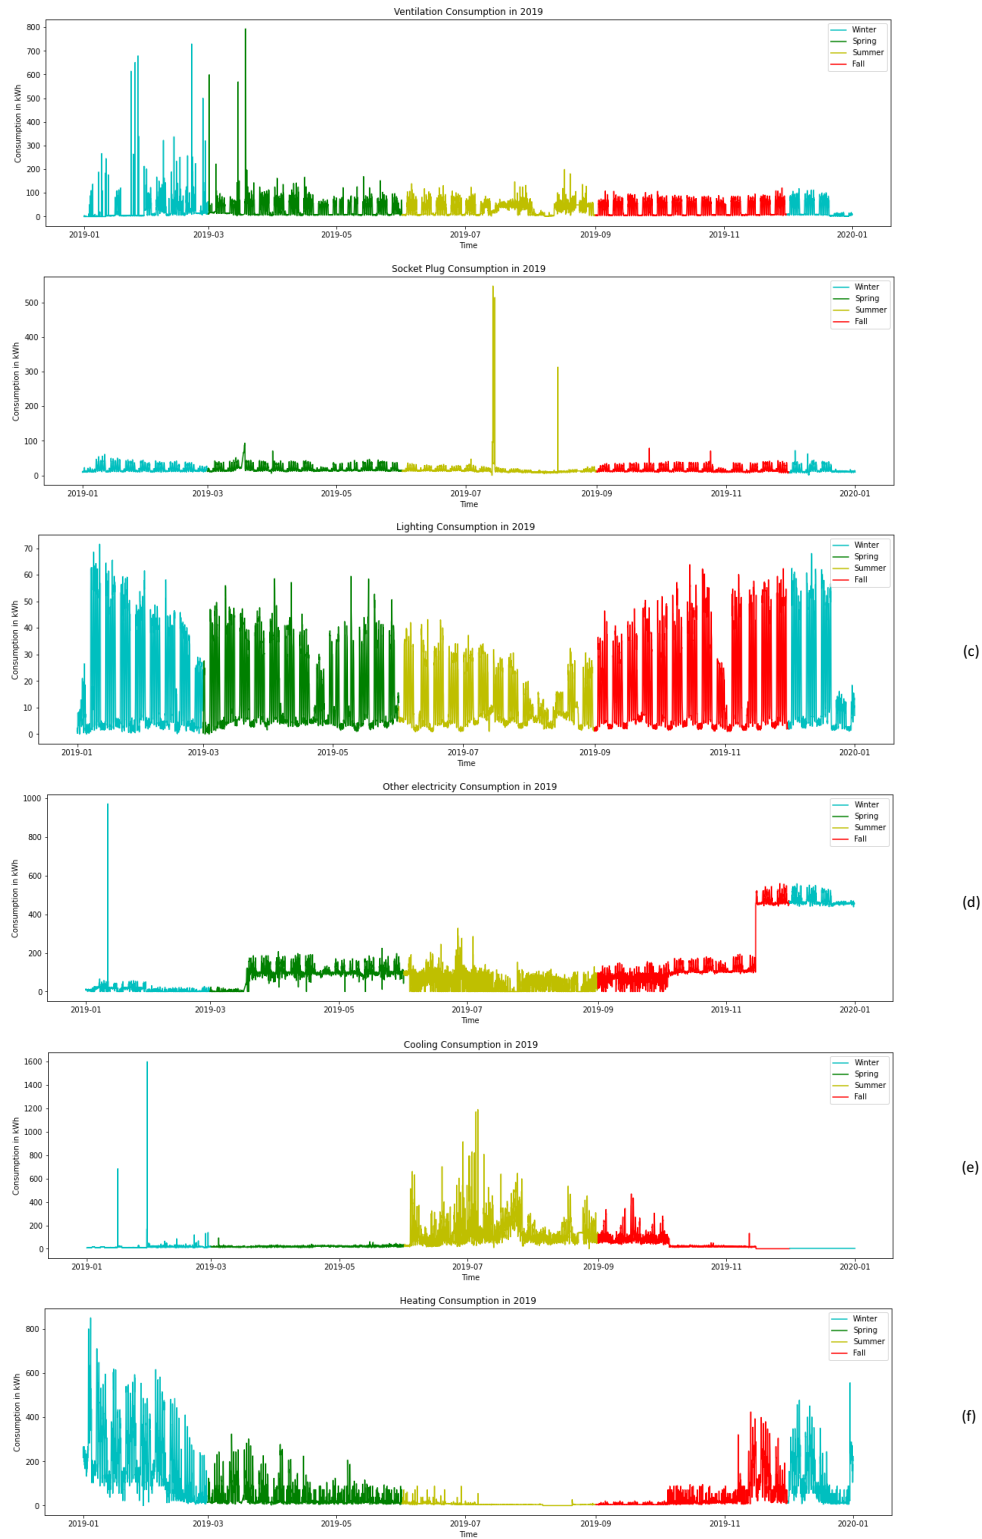 Ventilation Consumption in 2019
800
700
600
500
400
300
200
100
0
Consumption in kWh
Winter
Spring
Summer
Fall
2019-01 2019-03 2019-05 2019-07 2019-09 2019-11 2020-01
Time
Socket Plug Consumption in 2019
500
400
300
200
100
0
Consumption in kWh
Winter
Spring
Summer
Fall
2019-01 2019-03 2019-05 2019-07 2019-09 2019-11 2020-01
Time
Lighting Consumption in 2019
70
60
50
40
30
20
10
0
Consumption in kWh
Winter
Spring
Summer
Fall
(c)
2019-01 2019-03 2019-05 2019-07 2019-09 2019-11 2020-01
Time
Other electricity Consumption in 2019
1000
800
600
400
200
0
Consumption in kWh
Winter
Spring
Summer
Fall
(d)
2019-01 2019-03 2019-05 2019-07 2019-09 2019-11 2020-01
Time
Cooling Consumption in 2019
1600
1400
1200
1000
800
600
400
200
0
Consumption in kWh
Winter
Spring
Summer
Fall
(e)
2019-01 2019-03 2019-05 2019-07 2019-09 2019-11 2020-01
Time
Heating Consumption in 2019
800
600
400
200
0
Consumption in kWh
Winter
Spring
Summer
Fall
(f)
2019-01 2019-03 2019-05 2019-07 2019-09 2019-11 2020-01
Time